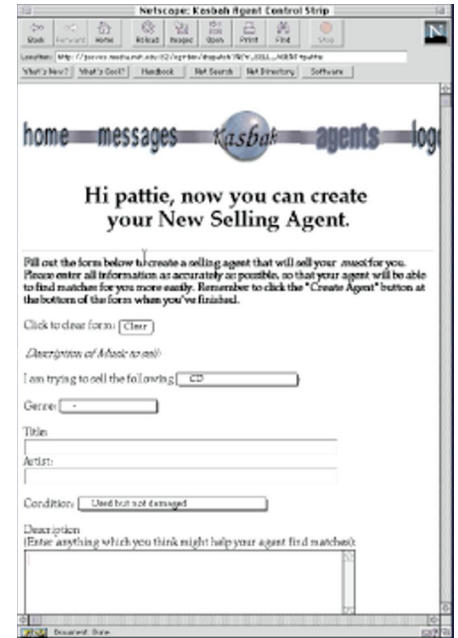 Netscape: Kasbah Agent Control Strip
Back Forward Home Reload Images Open Print Find Stop
Location:
What's New? What's Cool? Handbook Net Search Net Directory Software
home messages Kasbah agents logo
Hi pattie, now you can create
your New Selling Agent.
Fill out the form below to create a selling agent that will sell your music for you.
Please enter all information as accurately as possible, so that your agent will be able
to find matches for you more easily. Remember to click the "Create Agent" button at
the bottom of the form when you've finished.
Click to clear form: Clear
Description of Music to sell:
I am trying to sell the following CD
Genre: -
Title:
Artist:
Condition: Used but not damaged
Description
(Enter anything which you think might help your agent find matches):
Document: Done